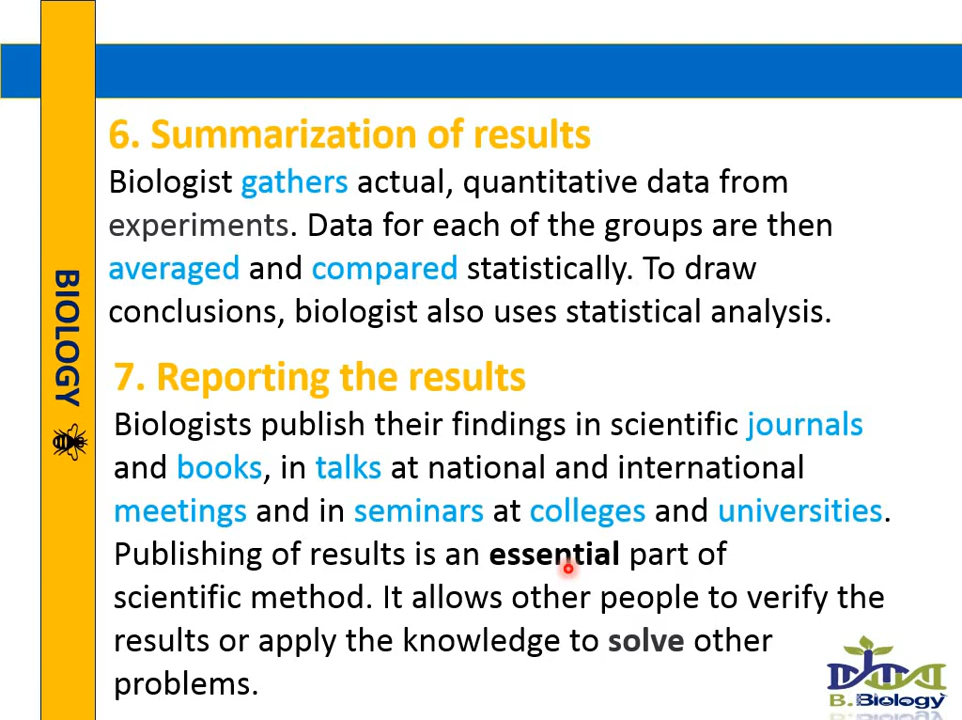 6. Summarization of results
Biologist gathers actual, quantitative data from
experiments. Data for each of the groups are then
averaged and compared statistically. To draw
conclusions, biologist also uses statistical analysis.
BIOLOGY
7. Reporting the results
Biologists publish their findings in scientific journals
and books, in talks at national and international
meetings and in seminars at colleges and universities.
Publishing of results is an essential part of
scientific method. It allows other people to verify the
results or apply the knowledge to solve other
problems.
B.Biology